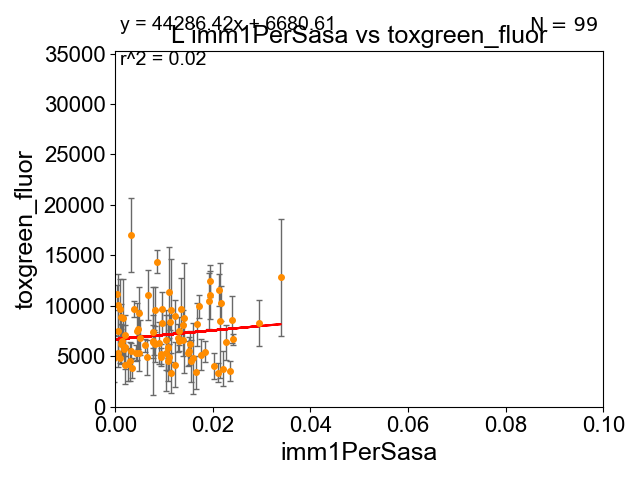 y = 44286.42x + 6680.61
N = 99
L imm1PerSasa vs toxgreen_fluor
r^2 = 0.02
35000
30000
25000
20000
15000
10000
5000
0
toxgreen_fluor
0.00 0.02 0.04 0.06 0.08 0.10
imm1PerSasa